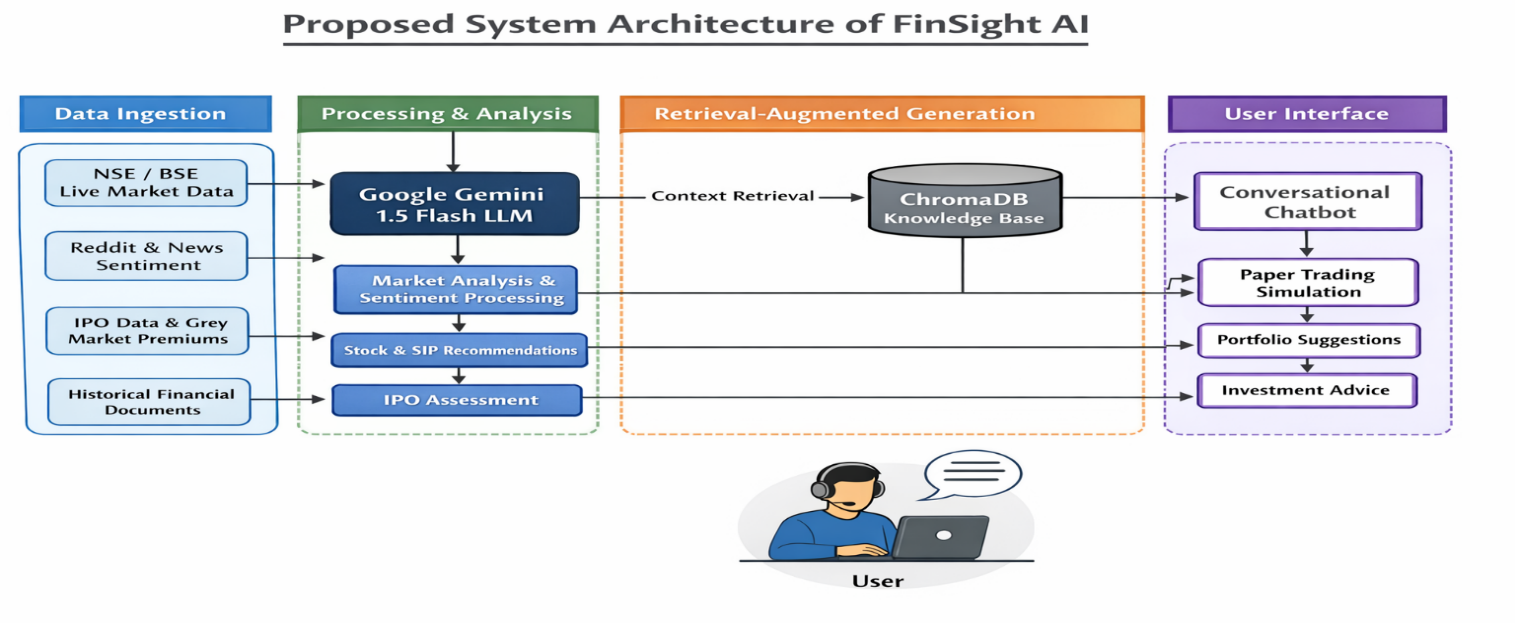 Proposed System Architecture of FinSight AI
Data Ingestion
NSE / BSE
Live Market Data
Reddit & News
Sentiment
IPO Data & Grey
Market Premiums
Historical Financial
Documents
Processing & Analysis
Google Gemini
1.5 Flash LLM
Market Analysis &
Sentiment Processing
Stock & SIP Recommendations
IPO Assessment
Retrieval-Augmented Generation
Context Retrieval
ChromaDB
Knowledge Base
User Interface
Conversational
Chatbot
Paper Trading
Simulation
Portfolio Suggestions
Investment Advice
User